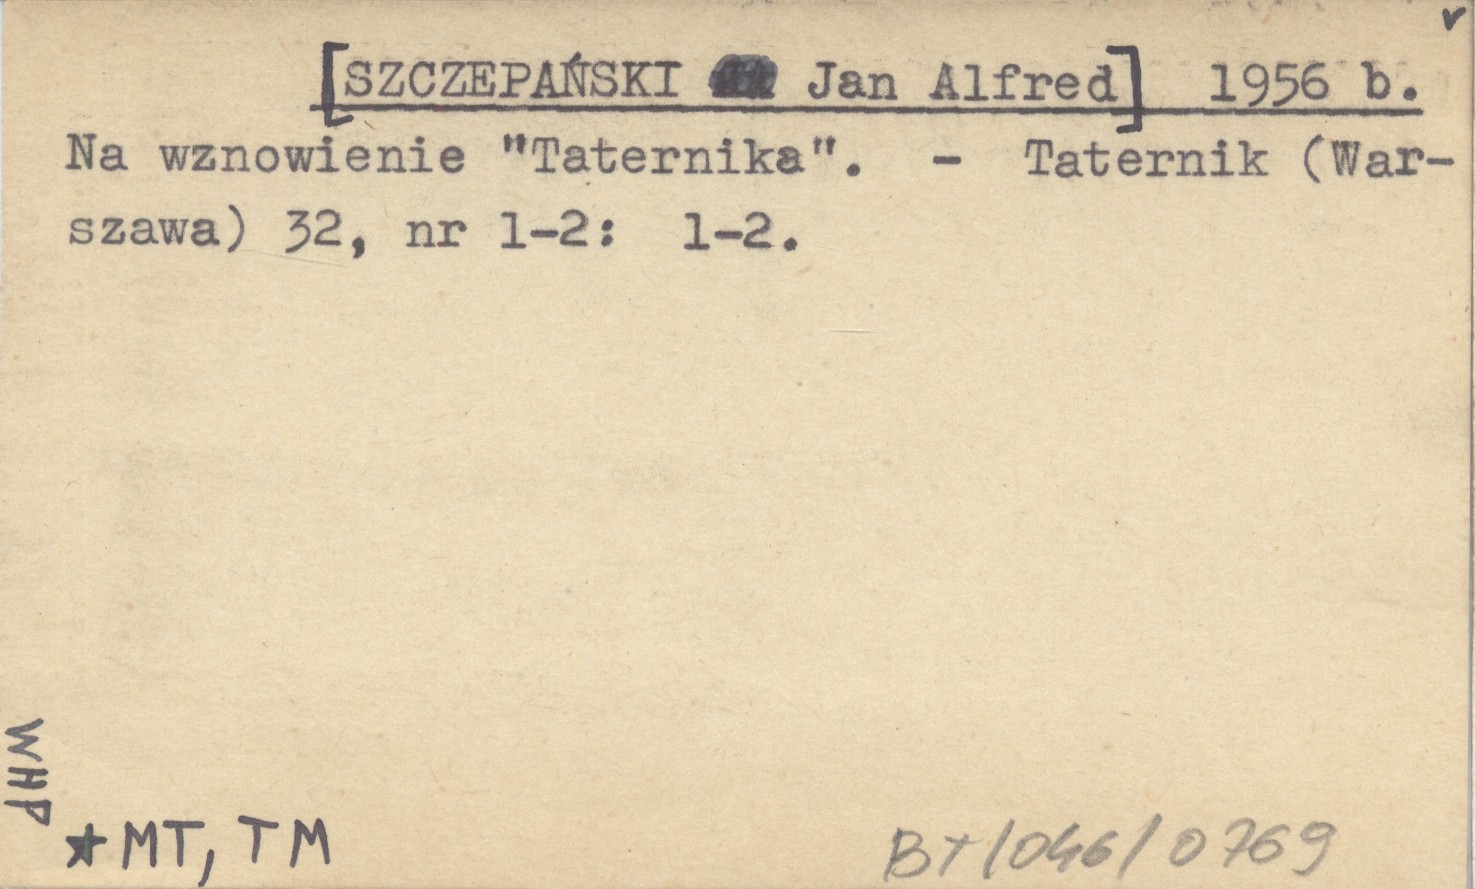 [SZCZEPAŃSKI Jan Alfred] 1956 b.
Na wznowienie "Taternika". - Taternik (War-
szawa) 32, nr 1-2: 1-2.
WHP
★ MT, TM
BT/046/0769